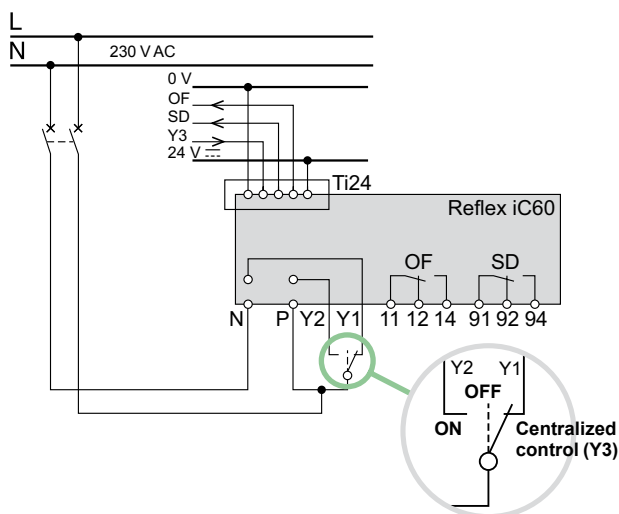 L
N
230 V AC
0 V
OF
SD
Y3
24 V
Ti24
Reflex iC60
OF
SD
N P Y2 Y1 11 12 14 91 92 94
Y2 Y1
OFF
ON
Centralized
control (Y3)